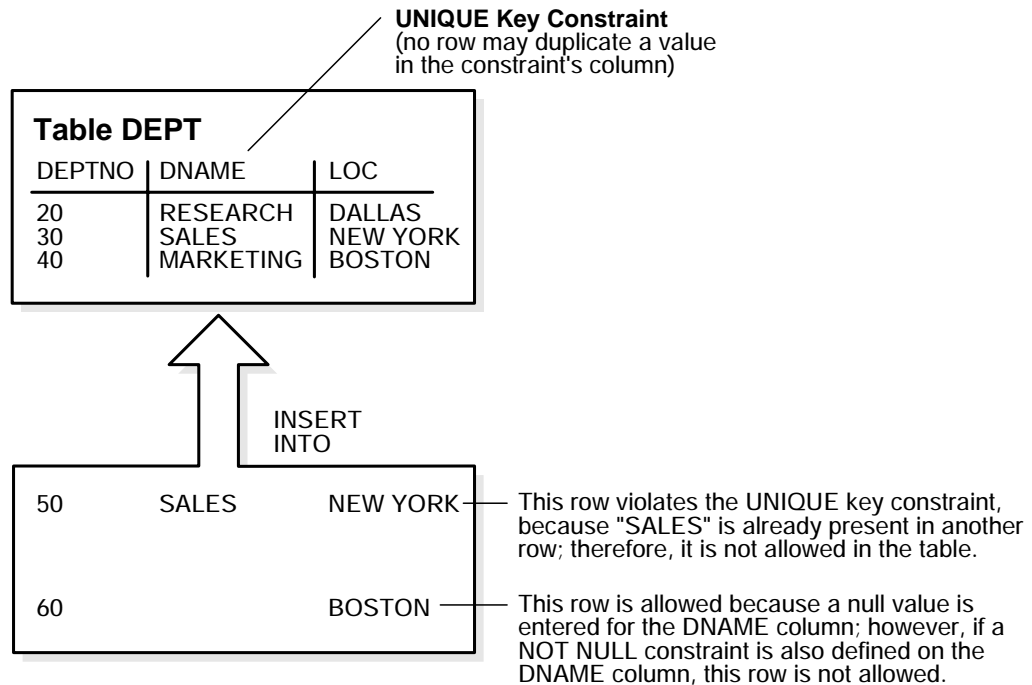 UNIQUE Key Constraint
(no row may duplicate a value
in the constraint's column)
Table DEPT
DEPTNO DNAME LOC
20 RESEARCH DALLAS
30 SALES NEW YORK
40 MARKETING BOSTON
INSERT
INTO
50 SALES NEW YORK
This row violates the UNIQUE key constraint,
because "SALES" is already present in another
row; therefore, it is not allowed in the table.
60 BOSTON
This row is allowed because a null value is
entered for the DNAME column; however, if a
NOT NULL constraint is also defined on the
DNAME column, this row is not allowed.